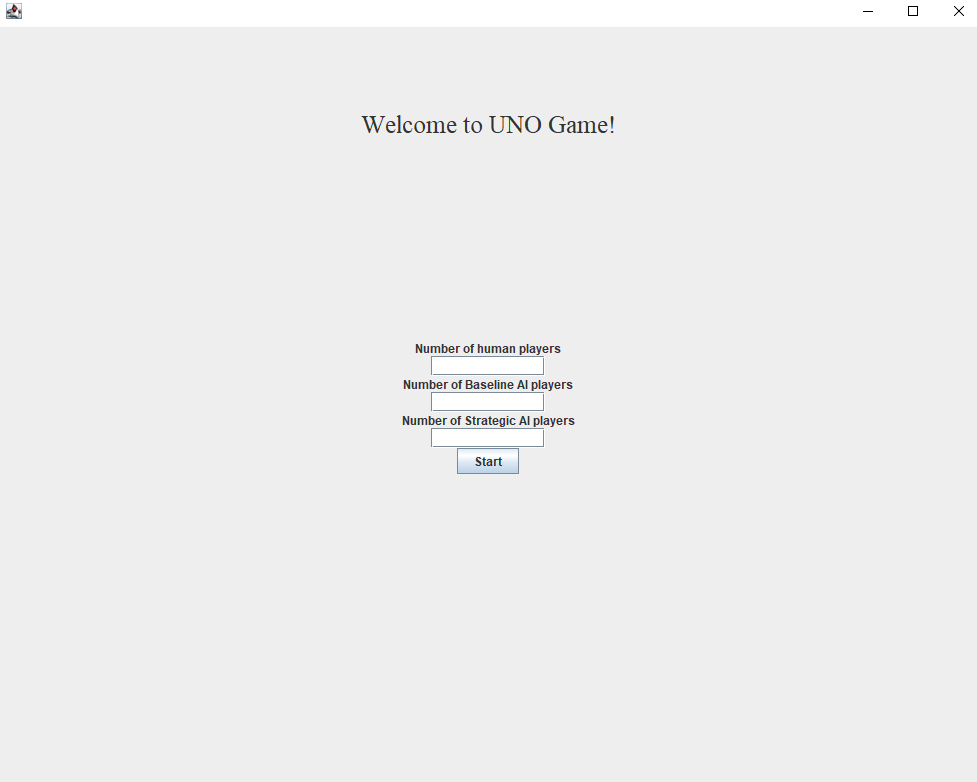 Welcome to UNO Game!
Number of human players
Number of Baseline AI players
Number of Strategic AI players
Start